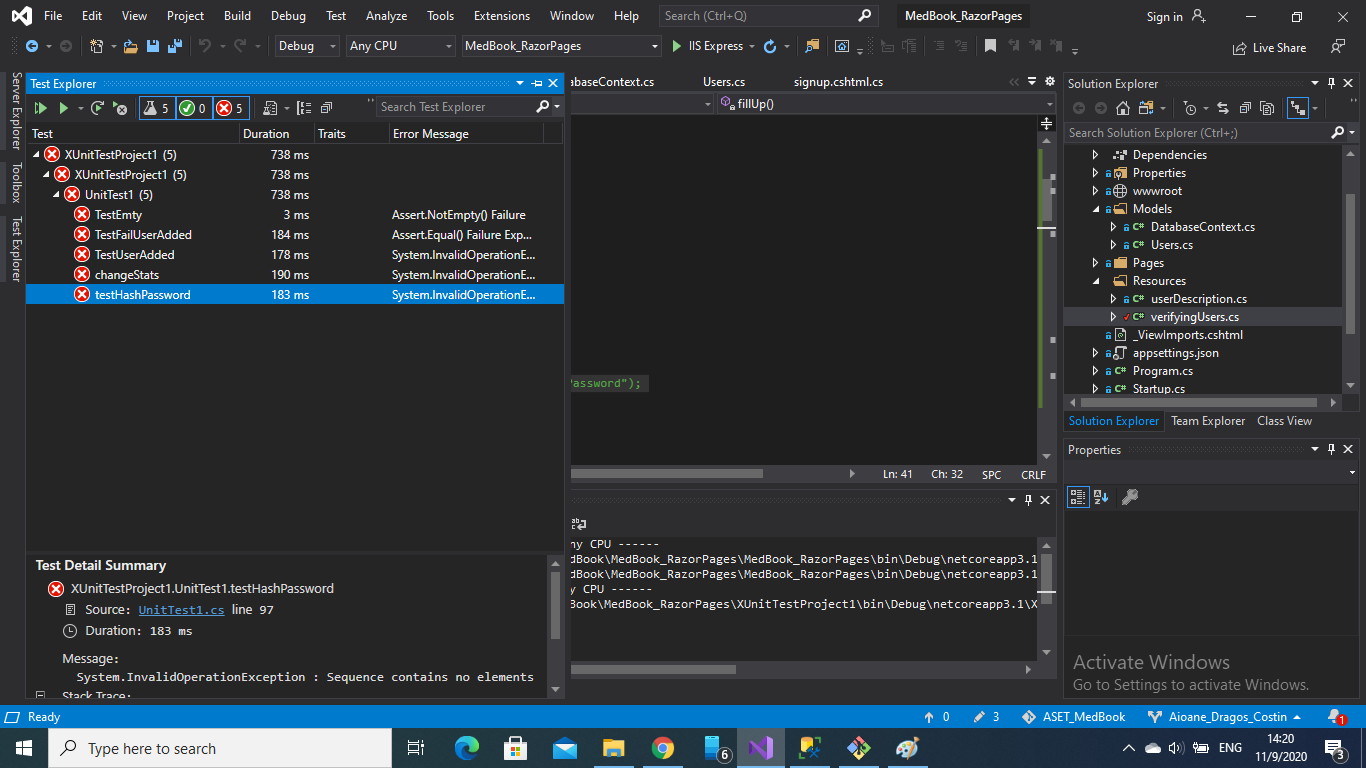 File Edit View Project Build Debug Test Analyze Tools Extensions Window Help Search (Ctrl+Q) MedBook_RazorPages Sign in
Debug Any CPU MedBook_RazorPages IIS Express Live Share
Server Explorer
Toolbox
Test Explorer
Test Explorer
5 0 5 Search Test Explorer
Test Duration Traits Error Message
XUnitTestProject1 (5) 738 ms
XUnitTestProject1 (5) 738 ms
UnitTest1 (5) 738 ms
TestEmty 3 ms Assert.NotEmpty() Failure
TestFailUserAdded 184 ms Assert.Equal() Failure Exp...
TestUserAdded 178 ms System.InvalidOperationE...
changeStats 190 ms System.InvalidOperationE...
testHashPassword 183 ms System.InvalidOperationE...
Test Detail Summary
XUnitTestProject1.UnitTest1.testHashPassword
Source: UnitTest1.cs line 97
Duration: 183 ms
Message:
System.InvalidOperationException : Sequence contains no elements
Stack Trace:
abaseContext.cs Users.cs signup.cshtml.cs
fillUp()
Password");
Ln: 41 Ch: 32 SPC CRLF
ny CPU ------
dBook\MedBook_RazorPages\MedBook_RazorPages\bin\Debug\netcoreapp3.1
dBook\MedBook_RazorPages\MedBook_RazorPages\bin\Debug\netcoreapp3.1
y CPU ------
Book\MedBook_RazorPages\XUnitTestProject1\bin\Debug\netcoreapp3.1\X
Solution Explorer
Search Solution Explorer (Ctrl+;)
Dependencies
Properties
wwwroot
Models
C# DatabaseContext.cs
C# Users.cs
Pages
Resources
C# userDescription.cs
C# verifyingUsers.cs
_ViewImports.cshtml
appsettings.json
C# Program.cs
C# Startup.cs
Solution Explorer Team Explorer Class View
Properties
Activate Windows
Go to Settings to activate Windows.
Ready 0 3 ASET_MedBook Aioane_Dragos_Costin 1
Type here to search 6 ENG 14:20
11/9/2020 3